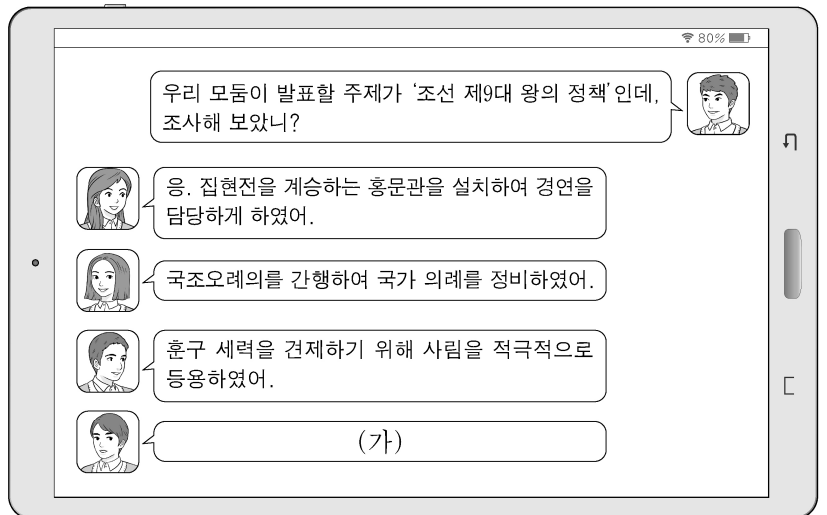 80%
우리 모둠이 발표할 주제가 ‘조선 제9대 왕의 정책’인데,
조사해 보았니?
응. 집현전을 계승하는 홍문관을 설치하여 경연을
담당하게 하였어.
국조오례의를 간행하여 국가 의례를 정비하였어.
훈구 세력을 견제하기 위해 사림을 적극적으로
등용하였어.
(가)